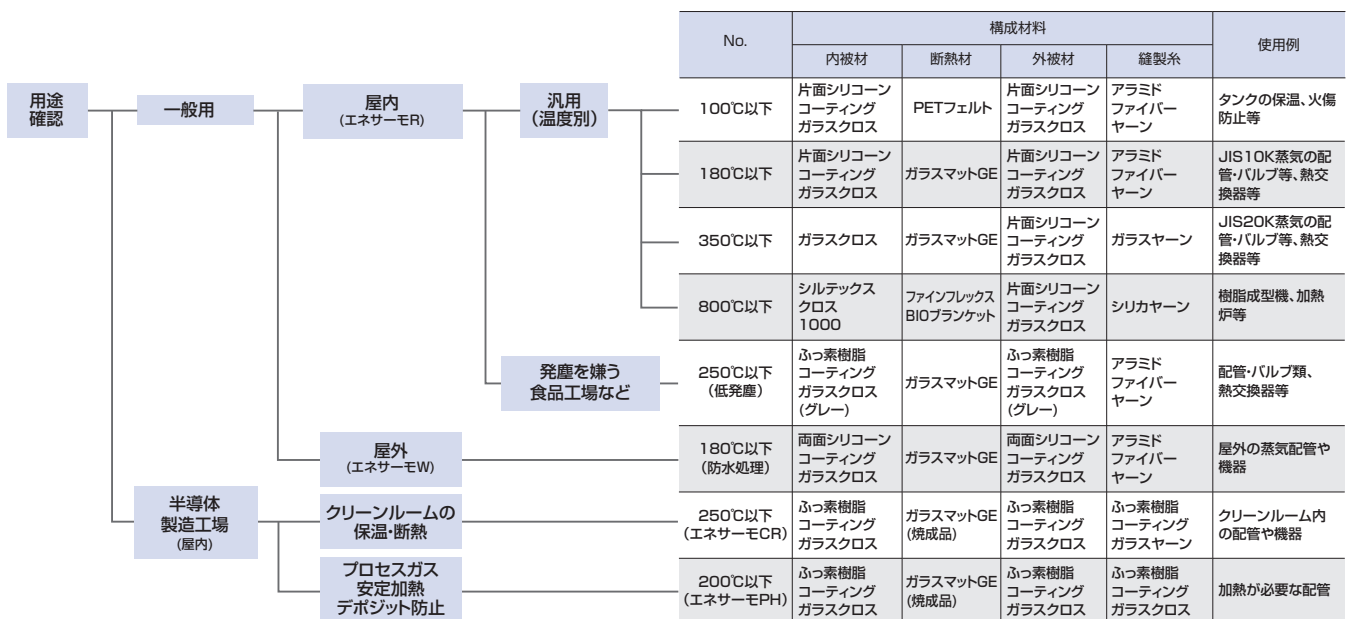 用途
確認
一般用
屋内
(エネサーモR)
汎用
(温度別)
発塵を嫌う
食品工場など
屋外
(エネサーモW)
半導体
製造工場
(屋内)
クリーンルームの
保温・断熱
プロセスガス
安定加熱
デポジット防止
No.
構成材料
使用例
内被材
断熱材
外被材
縫製糸
100℃以下
片面シリコーン
コーティング
ガラスクロス
PETフェルト
片面シリコーン
コーティング
ガラスクロス
アラミド
ファイバー
ヤーン
タンクの保温、火傷
防止等
180℃以下
片面シリコーン
コーティング
ガラスクロス
ガラスマットGE
片面シリコーン
コーティング
ガラスクロス
アラミド
ファイバー
ヤーン
JIS10K蒸気の配
管・バルブ等、熱交
換器等
350℃以下
ガラスクロス
ガラスマットGE
片面シリコーン
コーティング
ガラスクロス
ガラスヤーン
JIS20K蒸気の配
管・バルブ等、熱交
換器等
800℃以下
シルテックス
クロス
1000
ファインフレックス
BIOブランケット
片面シリコーン
コーティング
ガラスクロス
シリカヤーン
樹脂成型機、加熱
炉等
250℃以下
(低発塵)
ふっ素樹脂
コーティング
ガラスクロス
(グレー)
ガラスマットGE
ふっ素樹脂
コーティング
ガラスクロス
(グレー)
アラミド
ファイバー
ヤーン
配管・バルブ類、
熱交換器等
180℃以下
(防水処理)
両面シリコーン
コーティング
ガラスクロス
ガラスマットGE
両面シリコーン
コーティング
ガラスクロス
アラミド
ファイバー
ヤーン
屋外の蒸気配管や
機器
250℃以下
(エネサーモCR)
ふっ素樹脂
コーティング
ガラスクロス
ガラスマットGE
(焼成品)
ふっ素樹脂
コーティング
ガラスクロス
ふっ素樹脂
コーティング
ガラスヤーン
クリーンルーム内
の配管や機器
200℃以下
(エネサーモPH)
ふっ素樹脂
コーティング
ガラスクロス
ガラスマットGE
(焼成品)
ふっ素樹脂
コーティング
ガラスクロス
ふっ素樹脂
コーティング
ガラスクロス
加熱が必要な配管